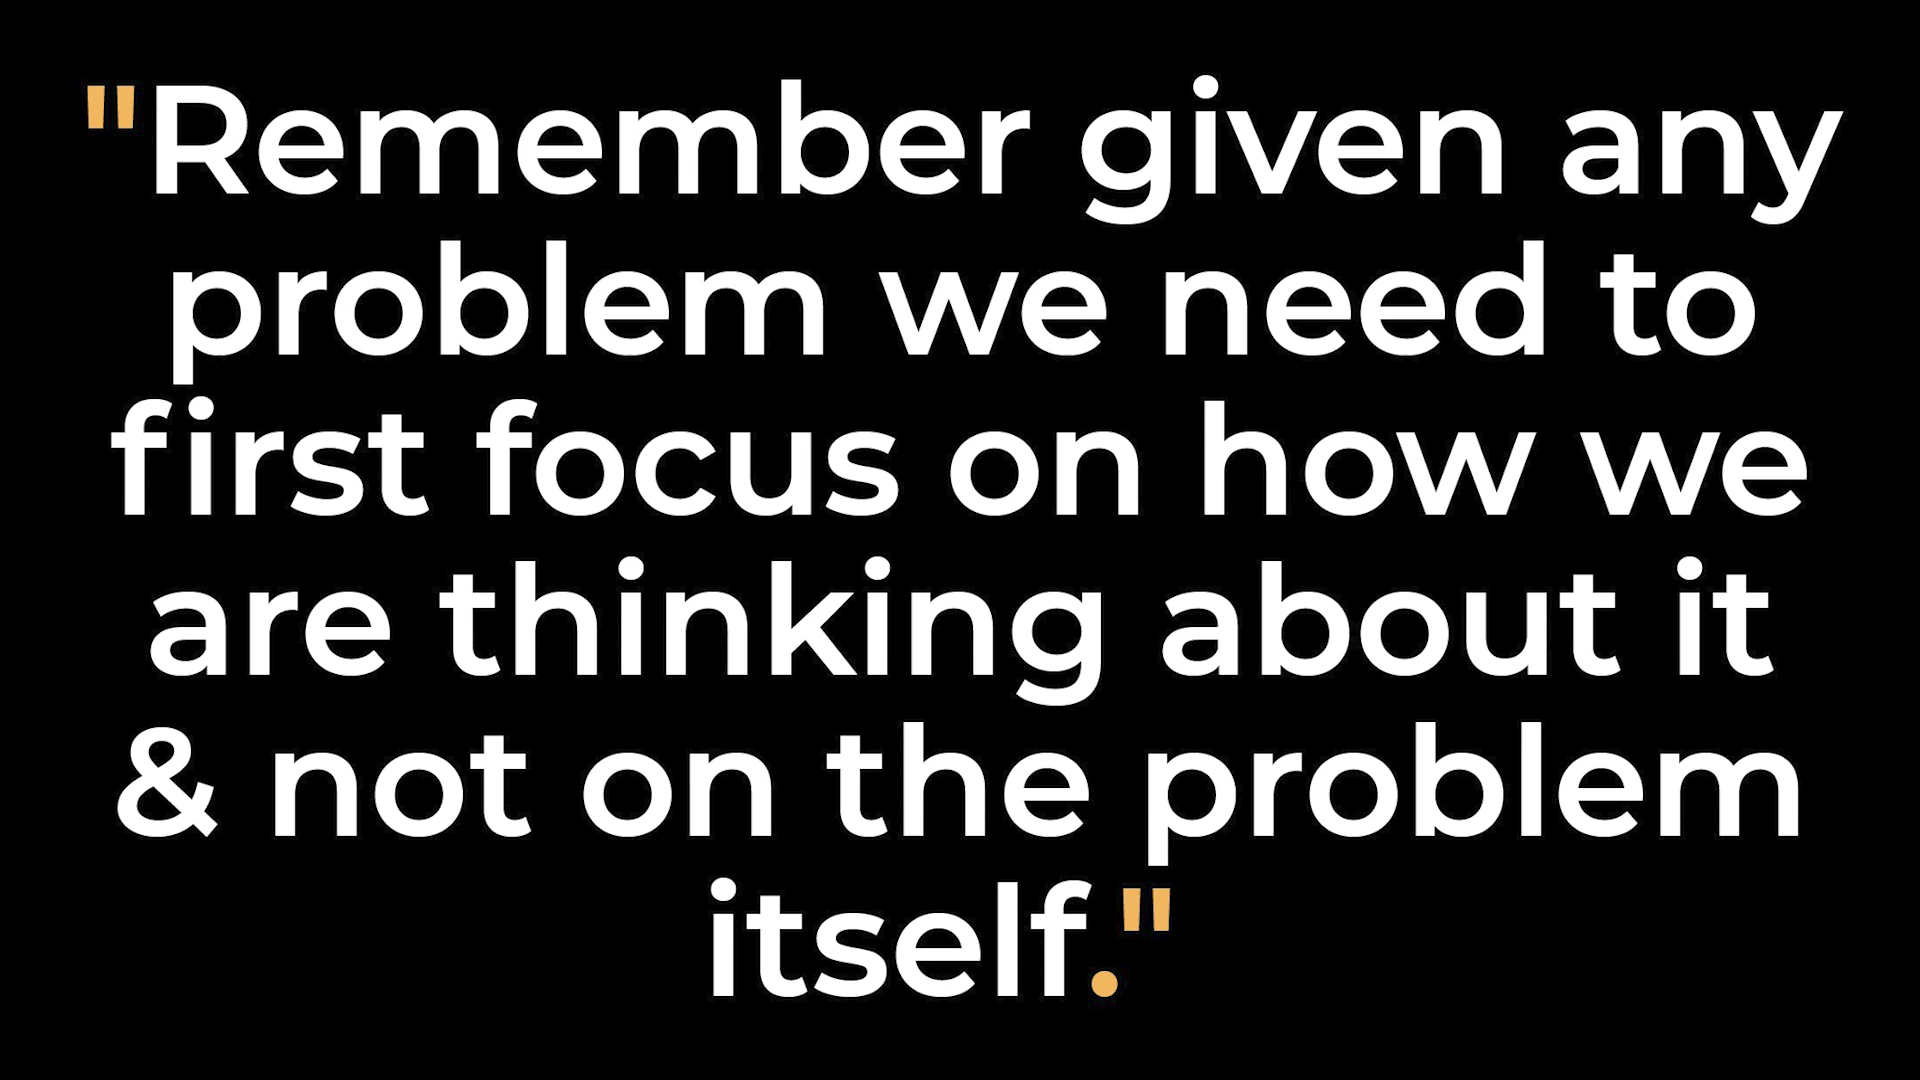 "Remember given any
problem we need to
first focus on how we
are thinking about it
& not on the problem
itself."